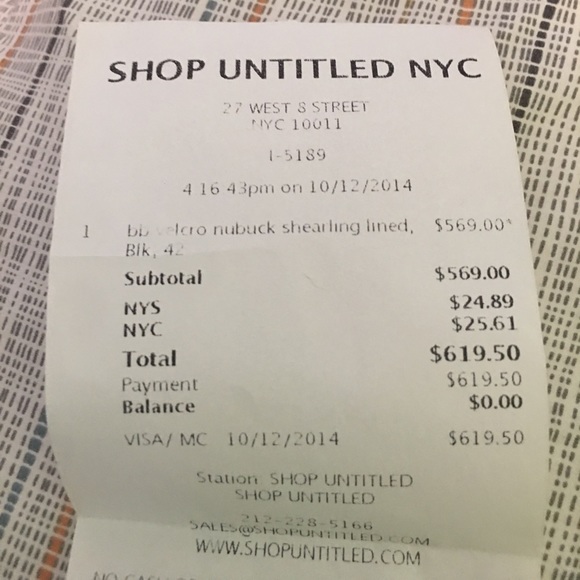 SHOP UNTITLED NYC
27 WEST 8 STREET
NYC 10011
1-5189
4 16 43pm on 10/12/2014
1 bb nubuck shearling lined, $569.00*
Blk, 42
Subtotal $569.00
NYS $24.89
NYC $25.61
Total $619.50
Payment $619.50
Balance $0.00
VISA/ MC 10/12/2014 $619.50
Station SHOP UNTITLED
SHOP UNTITLED
212-228-5166
SALES@SHOPUNTITLED.COM
WWW.SHOPUNTITLED.COM